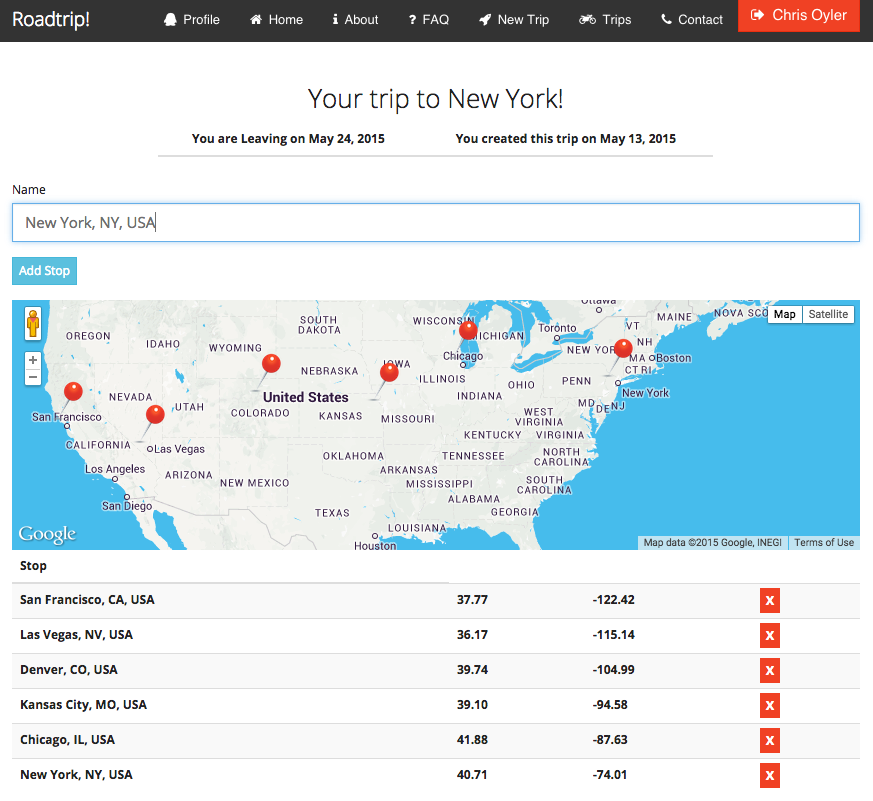 Roadtrip! Profile Home About FAQ New Trip Trips Contact Chris Oyler
Your trip to New York!
You are Leaving on May 24, 2015 You created this trip on May 13, 2015
Name
New York, NY, USA
Add Stop
Ottawa
Map Satellite
NOVA SCO
MAINE
SOUTH
DAKOTA
WISCONSIN
Toronto
VT
OREGON
IDAHO
WYOMING
MICHIGAN
NH
NEW YOR
Chicago
MA Boston
IOWA
NEBRASKA
CT RI
ILLINOIS
OHIO
PENN
NEVADA
United States
INDIANA
New York
UTAH
MD DE NJ
San Francisco
COLORADO
KANSAS
MISSOURI
WEST
VIRGINIA
KENTUCKY
VIRGINIA
CALIFORNIA
Las Vegas
OKLAHOMA
TENNESSEE
NORTH
CAROLINA
Los Angeles
ARIZONA
NEW MEXICO
ARKANSAS
MISSISSIPPI
SOUTH
CAROLINA
San Diego
ALABAMA
TEXAS
GEORGIA
LOUISIANA
Houston
Google
Map data ©2015 Google, INEGI Terms of Use
Stop
San Francisco, CA, USA 37.77 -122.42 X
Las Vegas, NV, USA 36.17 -115.14 X
Denver, CO, USA 39.74 -104.99 X
Kansas City, MO, USA 39.10 -94.58 X
Chicago, IL, USA 41.88 -87.63 X
New York, NY, USA 40.71 -74.01 X